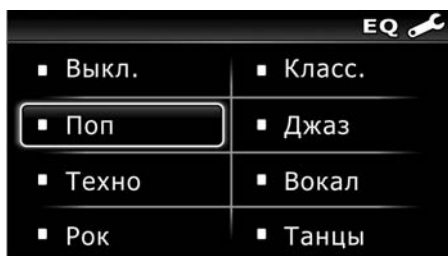 EQ
Выкл.
Класс.
Поп
Джаз
Техно
Вокал
Рок
Танцы